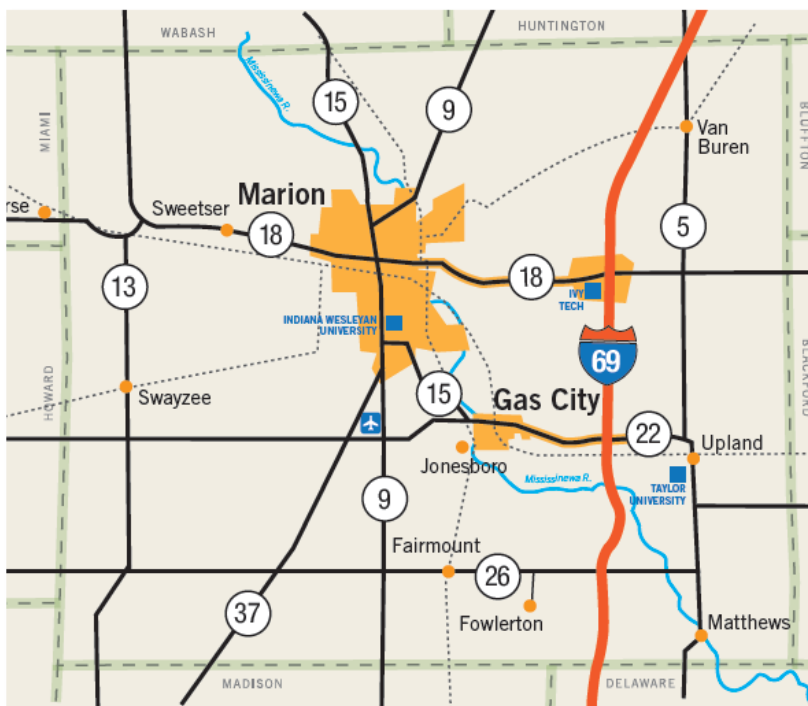 WABASH
HUNTINGTON
Mississinewa R.
15
9
MIAMI
BLUFFTON
Van
Buren
Marion
rse
Sweetser
18
5
13
18
IVY
TECH
INDIANA WESLEYAN
UNIVERSITY
69
HOWARD
BLACKFORD
Swayzee
15
Gas City
22
Upland
Jonesboro
Mississinewa R.
TAYLOR
UNIVERSITY
9
Fairmount
26
37
Fowlerton
Matthews
MADISON
DELAWARE